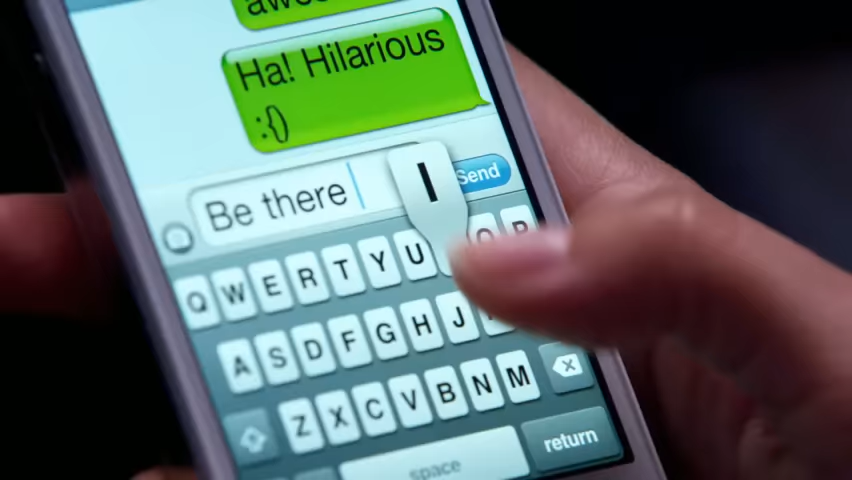 Ha! Hilarious
:{)
Be there
I
Send
Q W E R T Y U O P
A S D F G H J
Z X C V B N M
space
return